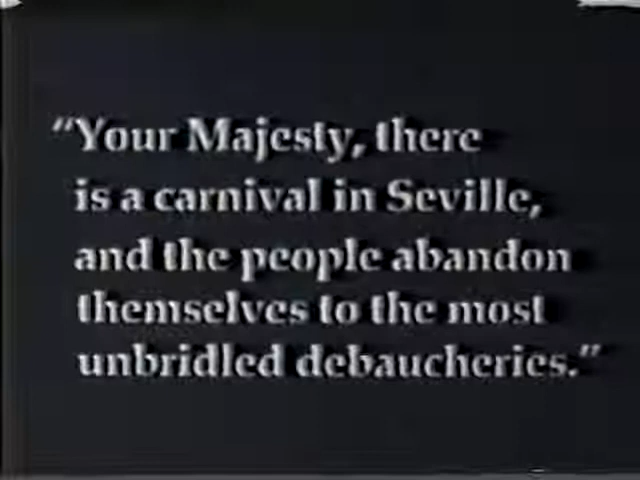 “Your Majesty, there
is a carnival in Seville,
and the people abandon
themselves to the most
unbridled debaucheries.”